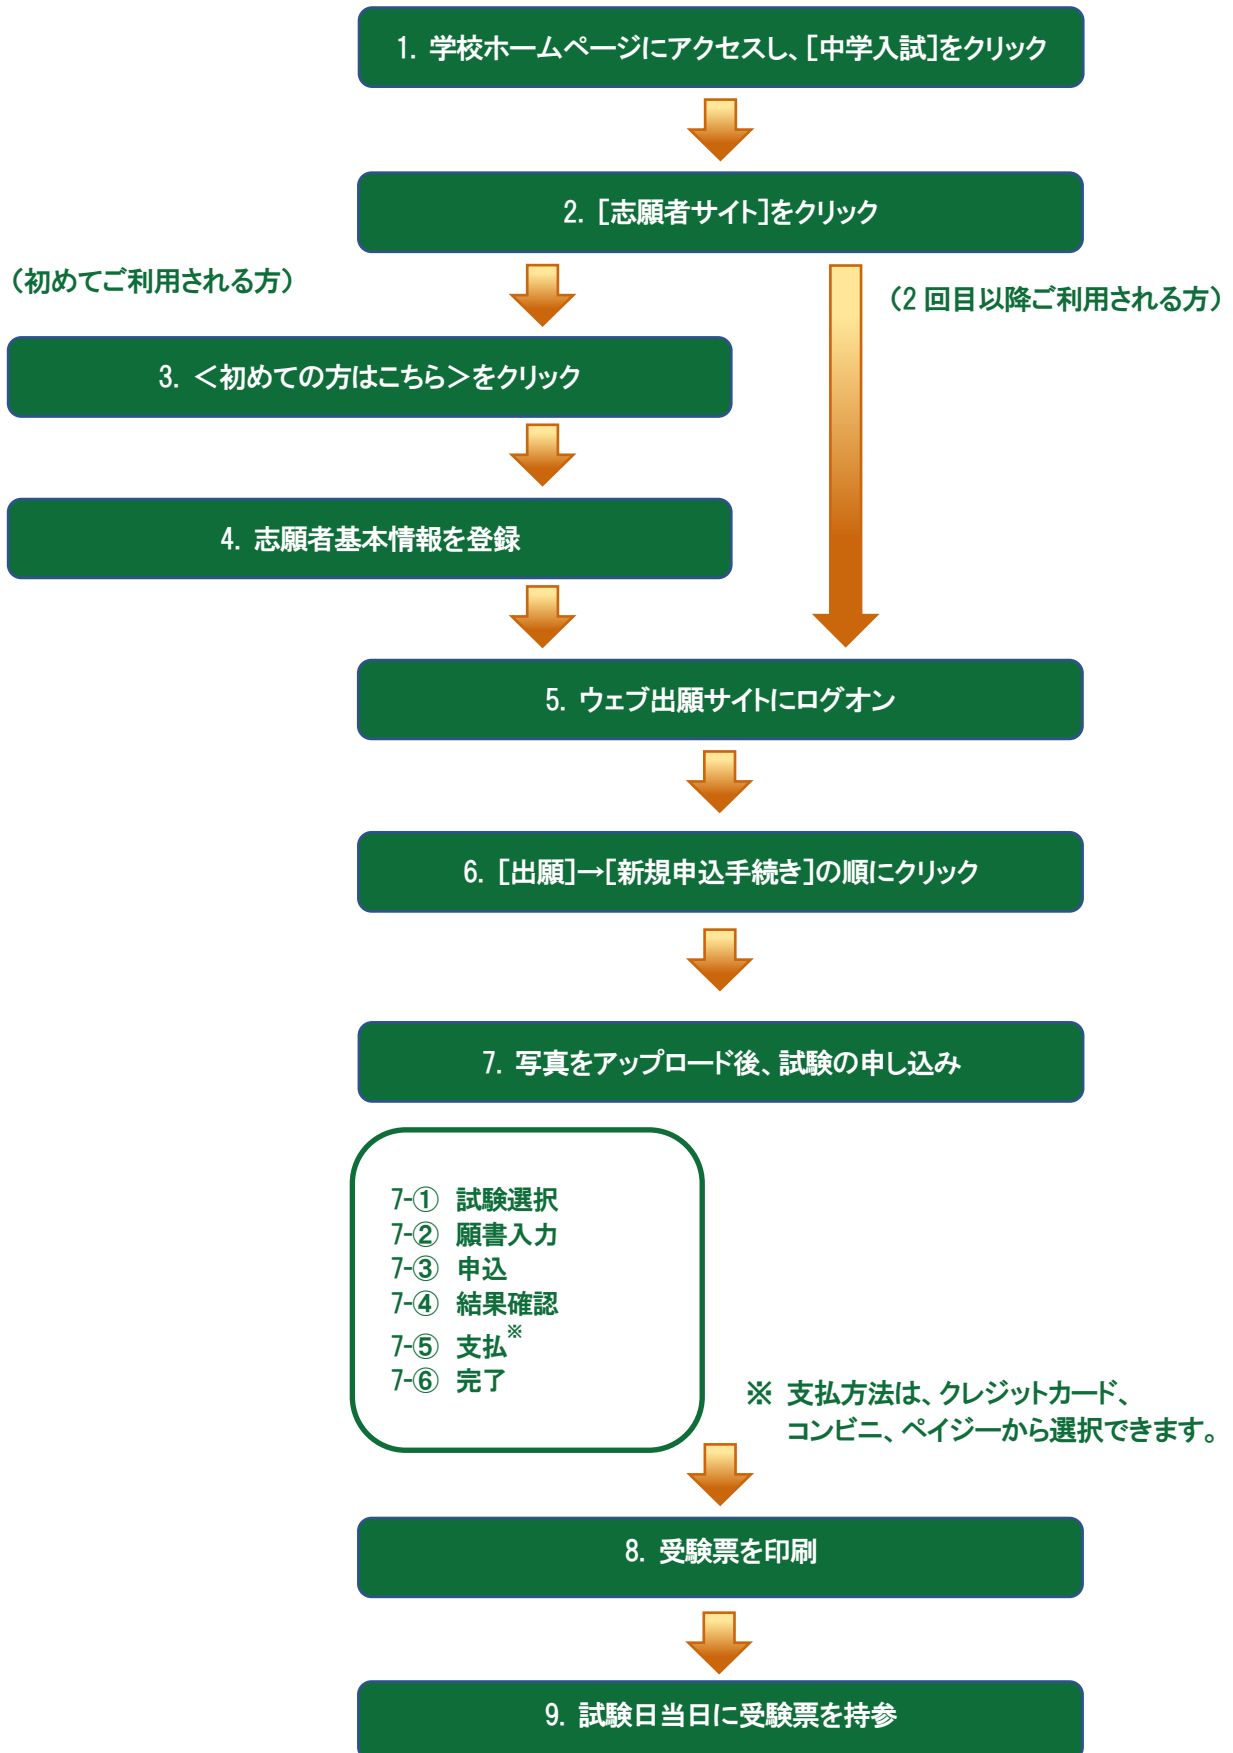 1. 学校ホームページにアクセスし、[中学入試]をクリック
2. [志願者サイト]をクリック
（初めてご利用される方）
（2 回目以降ご利用される方）
3. ＜初めての方はこちら＞をクリック
4. 志願者基本情報を登録
5. ウェブ出願サイトにログオン
6. [出願]→[新規申込手続き]の順にクリック
7. 写真をアップロード後、試験の申し込み
7-① 試験選択
7-② 願書入力
7-③ 申込
7-④ 結果確認
7-⑤ 支払※
7-⑥ 完了
※ 支払方法は、クレジットカード、
コンビニ、ペイジーから選択できます。
8. 受験票を印刷
9. 試験日当日に受験票を持参